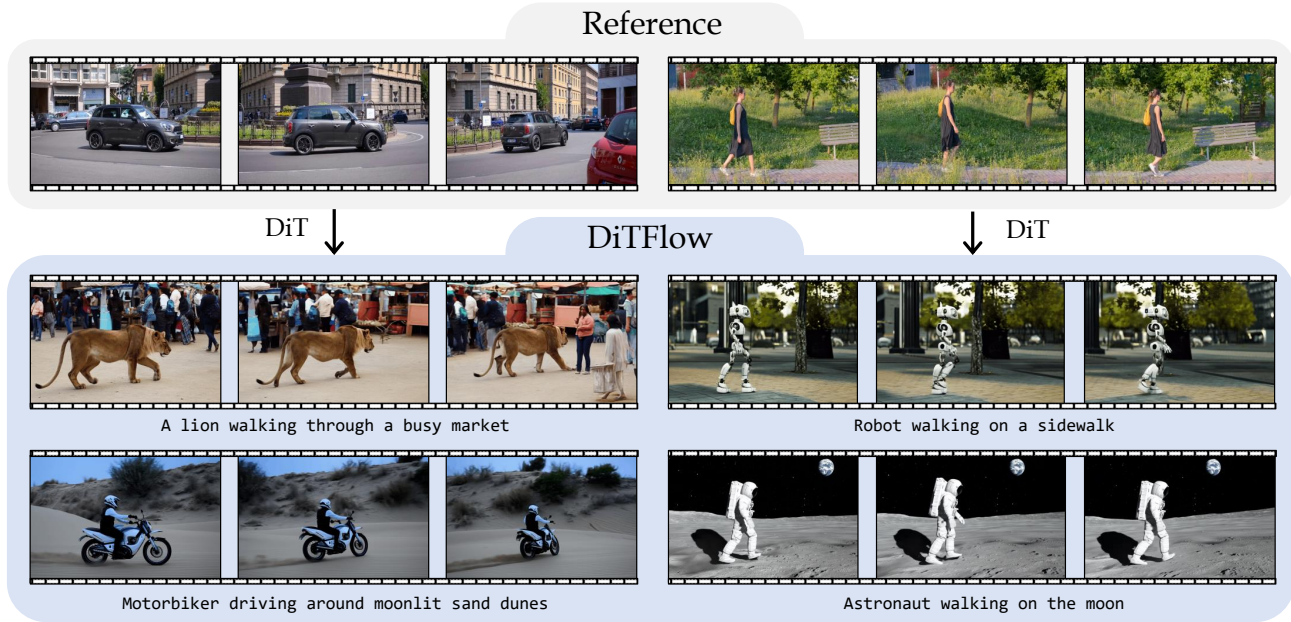 Reference
DiT
DiT
DiTFlow
A lion walking through a busy market
Robot walking on a sidewalk
Motorbiker driving around moonlit sand dunes
Astronaut walking on the moon